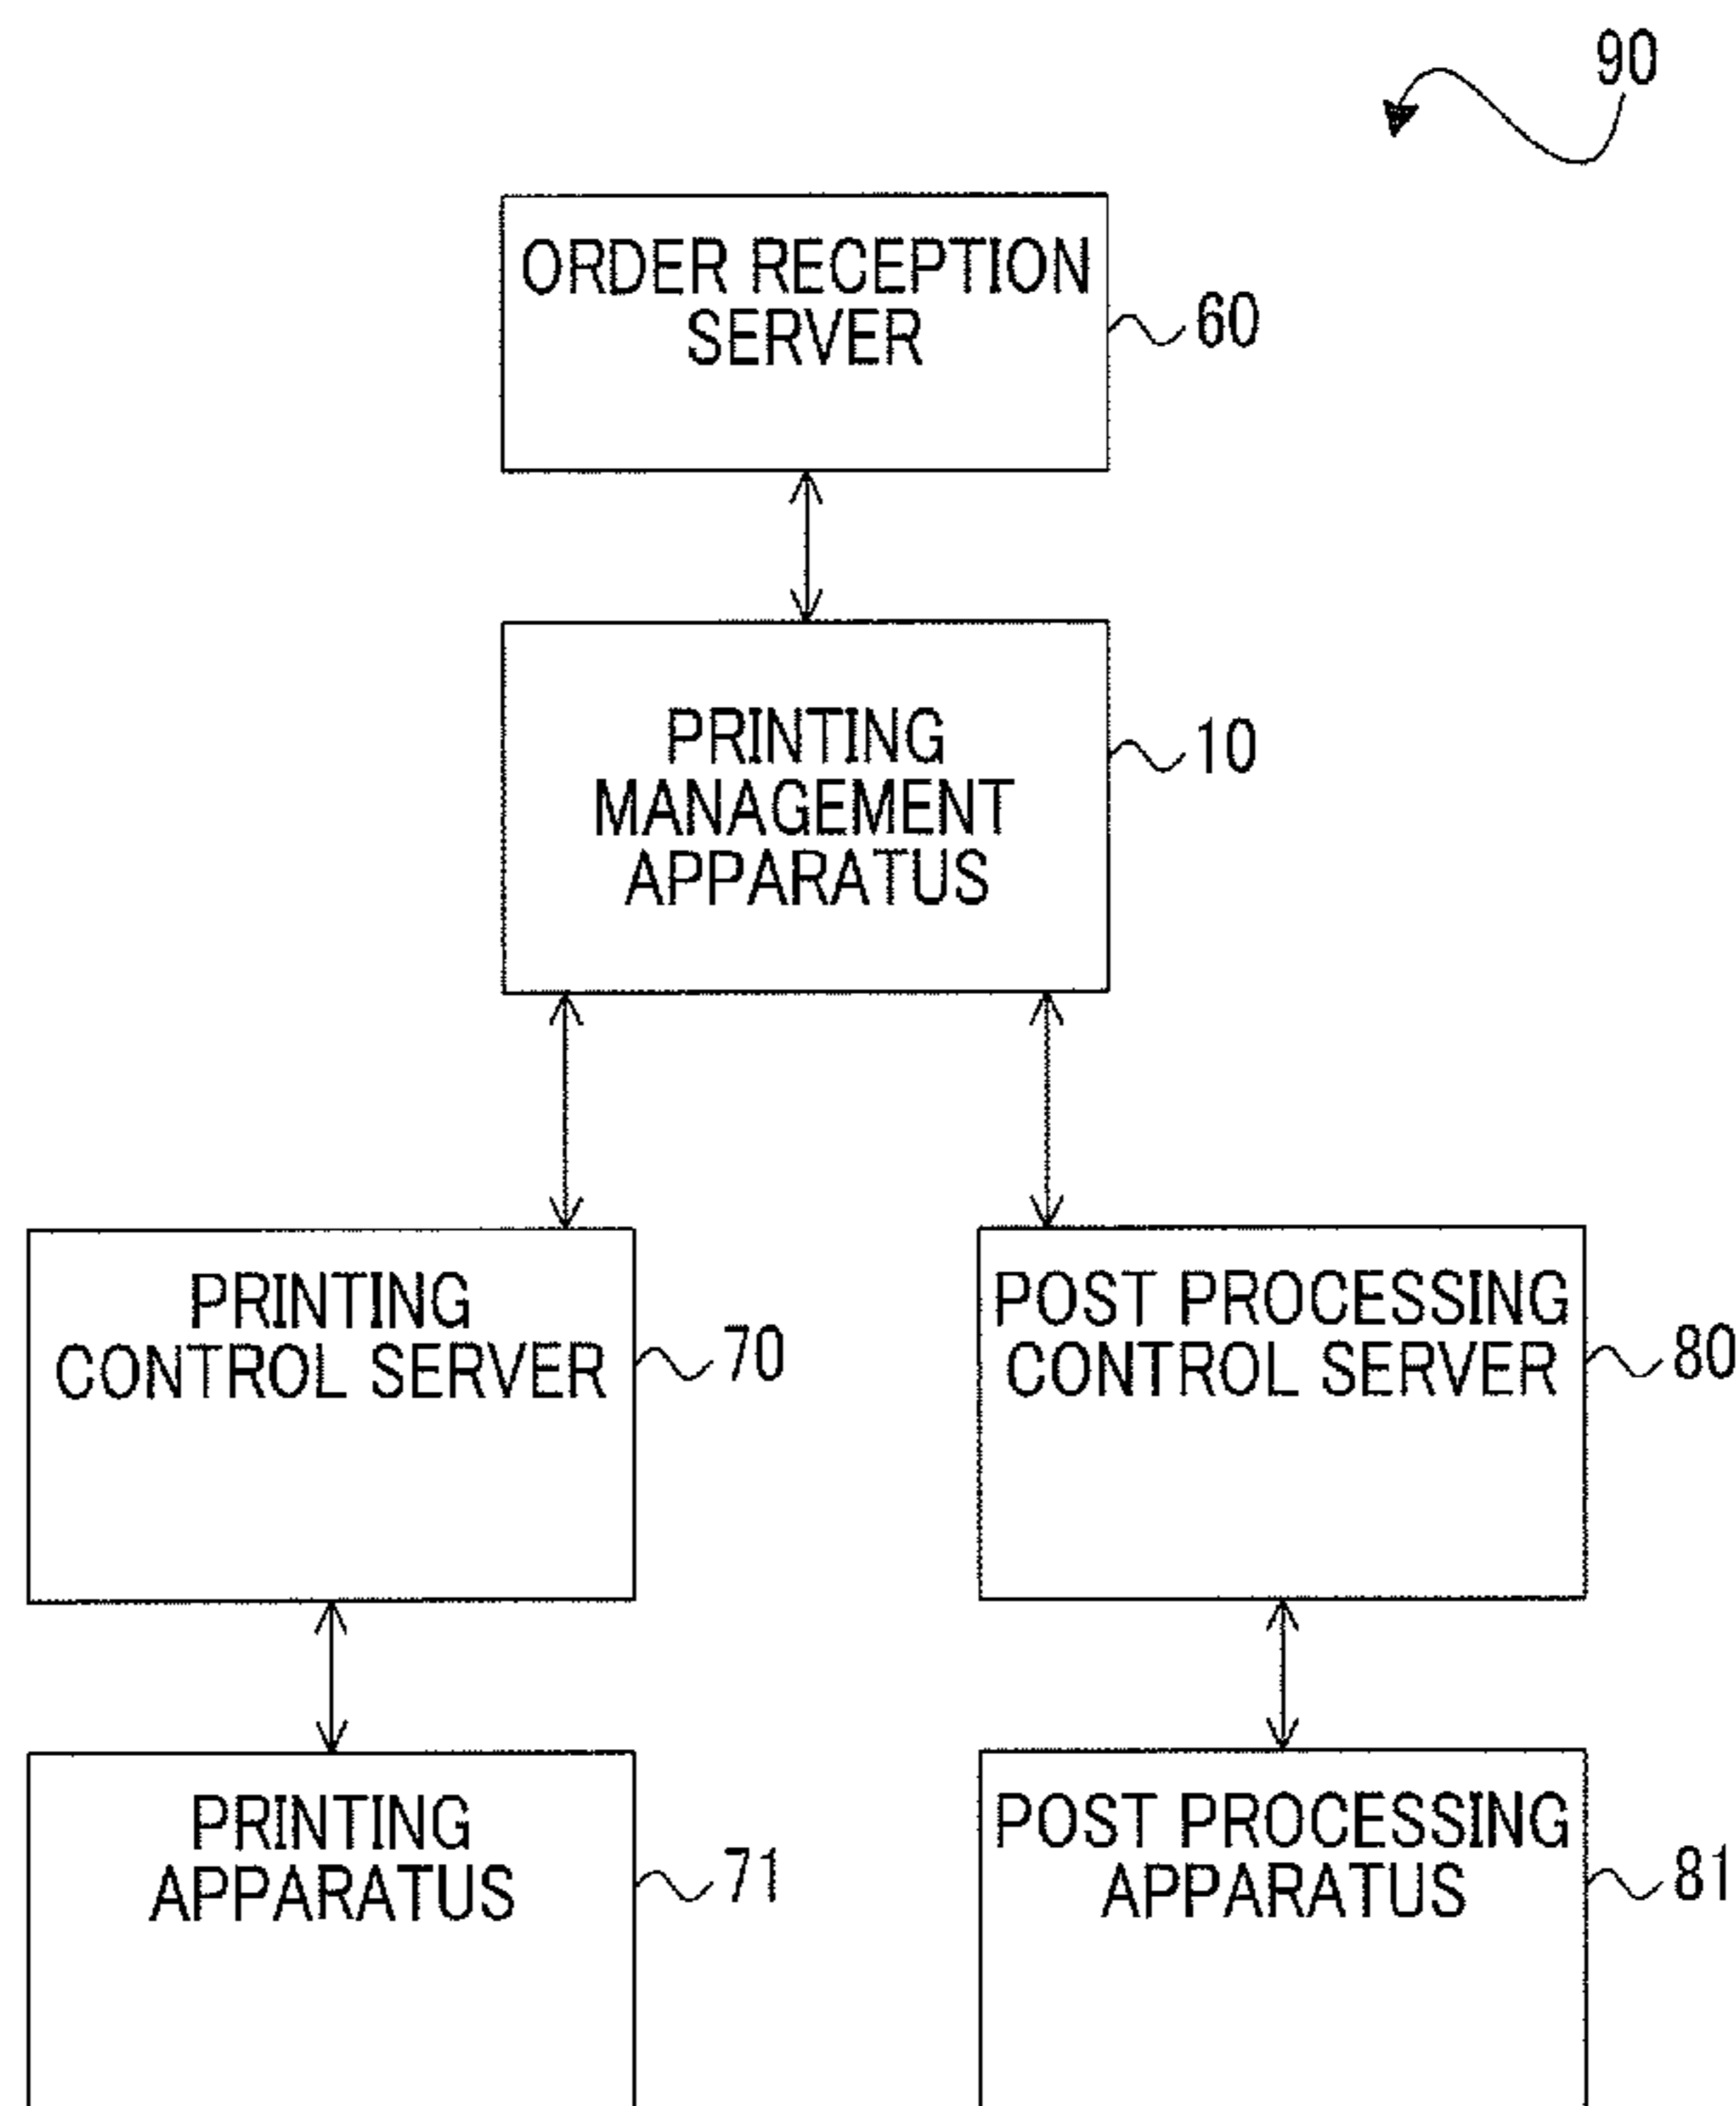 90
ORDER RECEPTION
SERVER
60
PRINTING
MANAGEMENT
APPARATUS
10
PRINTING
CONTROL SERVER
70
POST PROCESSING
CONTROL SERVER
80
PRINTING
APPARATUS
71
POST PROCESSING
APPARATUS
81